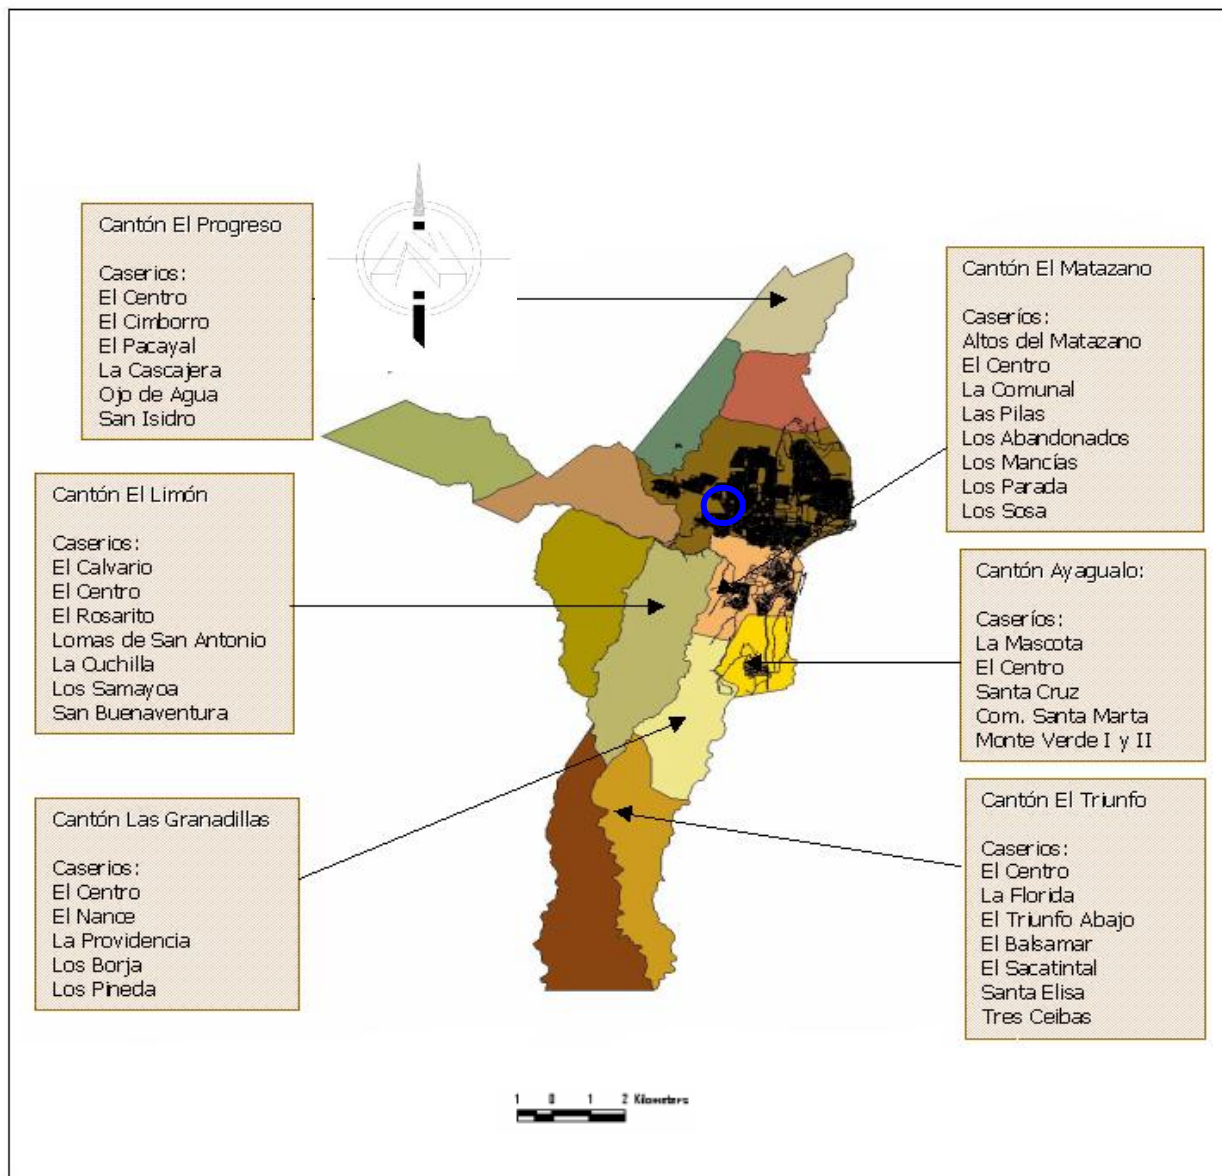 Cantón El Progreso
Caserios:
El Centro
El Cimborro
El Pacayal
La Cascajera
Ojo de Agua
San Isidro
Cantón El Limón
Caserios:
El Calvario
El Centro
El Rosarito
Lomas de San Antonio
La Cuchilla
Los Samayoa
San Buenaventura
Cantón Las Granadillas
Caserios:
El Centro
El Nance
La Providencia
Los Borja
Los Pineda
N
Cantón El Matazano
Caseríos:
Altos del Matazano
El Centro
La Comunal
Las Pilas
Los Abandonados
Los Mancías
Los Parada
Los Sosa
Cantón Ayagualo:
Caseríos:
La Mascota
El Centro
Santa Cruz
Com. Santa Marta
Monte Verde I y II
Cantón El Triunfo
Caserios:
El Centro
La Florida
El Triunfo Abajo
El Balsamar
El Sacatintal
Santa Elisa
Tres Ceibas
1 0 1 2 Kilometers